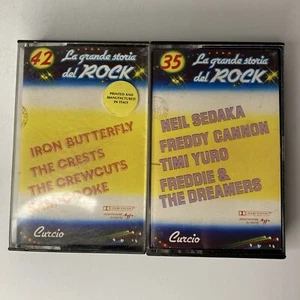 42
La grande storia
del ROCK
PRINTED AND
MANUFACTURED
IN ITALY
IRON BUTTERFLY
THE CRESTS
THE CREWCUTS
OKE
Curcio
35
La grande storia
del ROCK
NEIL SEDAKA
FREDDY CANNON
TIMI YURO
FREDDIE &
THE DREAMERS
Curcio